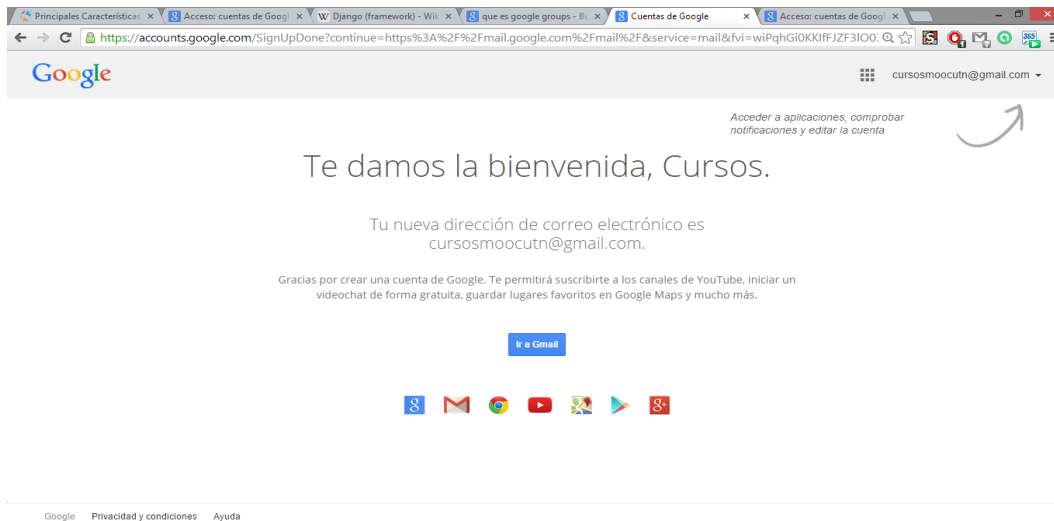 Principales Características
Acceso: cuentas de Googl
Django (framework) - Wik
que es google groups - Bu
Cuentas de Google
Acceso: cuentas de Googl
https://accounts.google.com/SignUpDone?continue=https%3A%2F%2Fmail.google.com%2Fmail%2F&service=mail&fvi=wiPqhGi0KKIfFJZF3IO0
Google
cursosmoocutn@gmail.com
Acceder a aplicaciones, comprobar
notificaciones y editar la cuenta
Te damos la bienvenida, Cursos.
Tu nueva dirección de correo electrónico es
cursosmoocutn@gmail.com.
Gracias por crear una cuenta de Google. Te permitirá suscribirte a los canales de YouTube, iniciar un
videochat de forma gratuita, guardar lugares favoritos en Google Maps y mucho más.
Ir a Gmail
Google Privacidad y condiciones Ayuda